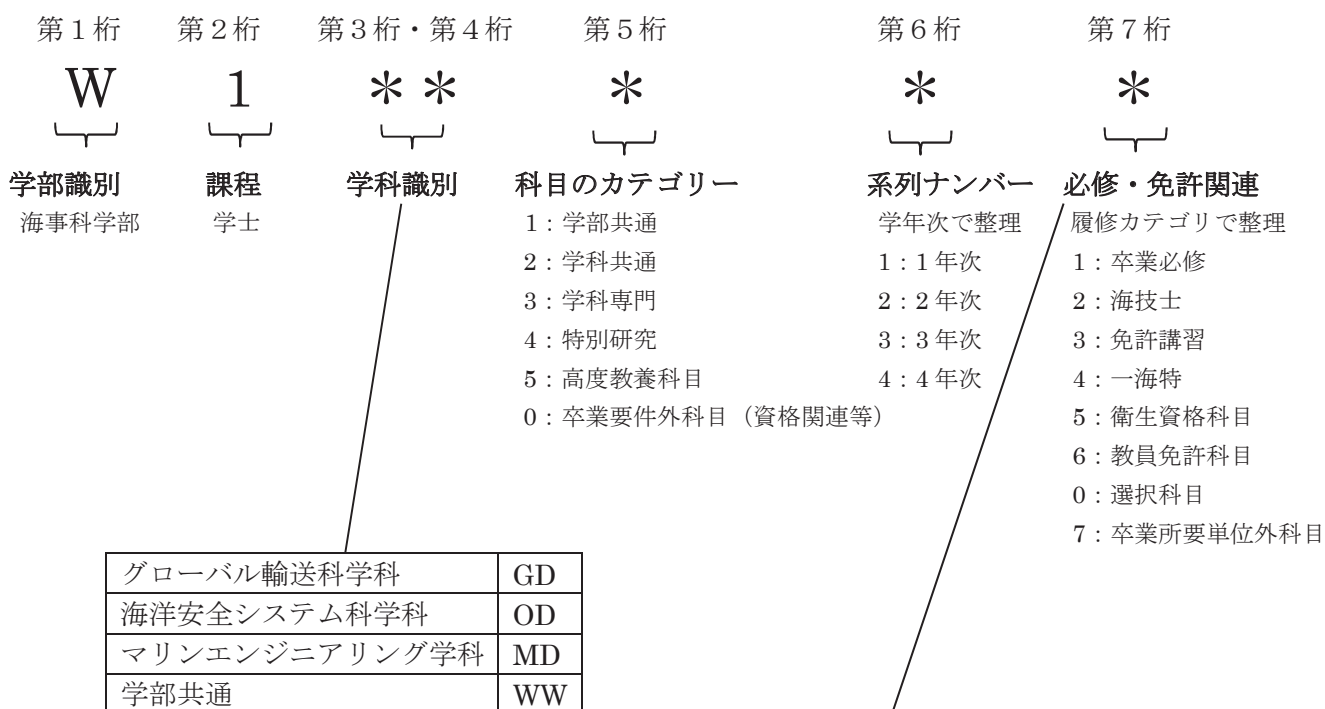 第1桁 第2桁 第3桁・第4桁 第5桁 第6桁 第7桁
W 1 ＊＊ ＊ ＊ ＊
学部識別 課程 学科識別 科目のカテゴリー 系列ナンバー 必修・免許関連
海事科学部 学士 1：学部共通 学年次で整理 履修カテゴリで整理
2：学科共通 1：1年次 1：卒業必修
3：学科専門 2：2年次 2：海技士
4：特別研究 3：3年次 3：免許講習
5：高度教養科目 4：4年次 4：一海特
0：卒業要件外科目（資格関連等） 5：衛生資格科目
6：教員免許科目
0：選択科目
7：卒業所要単位外科目
グローバル輸送科学科 GD
海洋安全システム科学科 OD
マリンエンジニアリング学科 MD
学部共通 WW